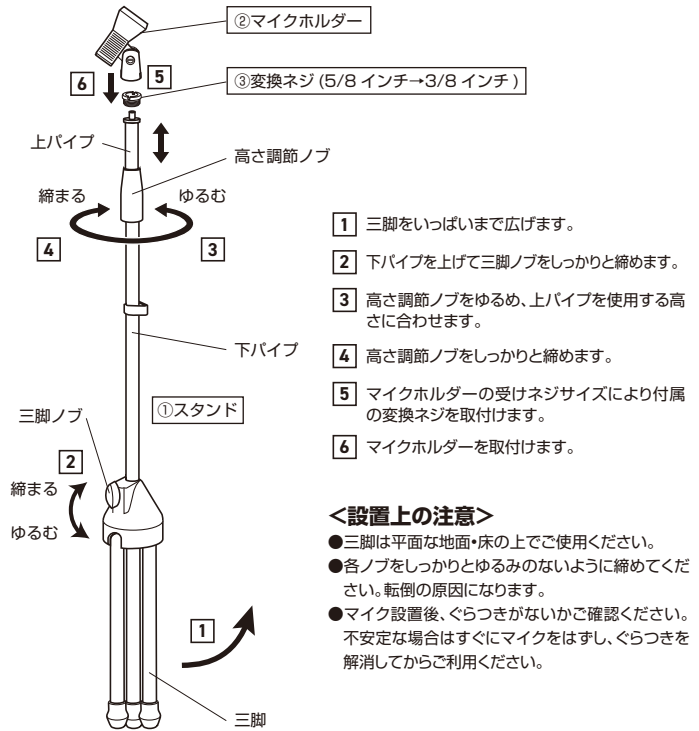 ②マイクホルダー
6
5
③変換ネジ (5/8 インチ→3/8 インチ)
上パイプ
高さ調節ノブ
締まる
ゆるむ
4
3
下パイプ
①スタンド
三脚ノブ
2
締まる
ゆるむ
1
三脚
1 三脚をいっぱいまで広げます。
2 下パイプを上げて三脚ノブをしっかりと締めます。
3 高さ調節ノブをゆるめ、上パイプを使用する高
さに合わせます。
4 高さ調節ノブをしっかりと締めます。
5 マイクホルダーの受けネジサイズにより付属
の変換ネジを取付けます。
6 マイクホルダーを取付けます。
＜設置上の注意＞
●三脚は平面な地面・床の上でご使用ください。
●各ノブをしっかりとゆるみのないように締めてくだ
さい。転倒の原因になります。
●マイク設置後、ぐらつきがないかご確認ください。
不安定な場合はすぐにマイクをはずし、ぐらつきを
解消してからご利用ください。